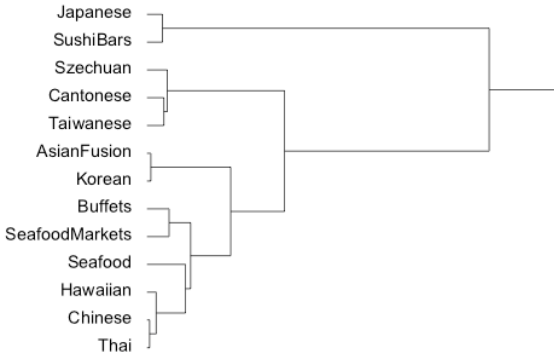 Japanese
SushiBars
Szechuan
Cantonese
Taiwanese
AsianFusion
Korean
Buffets
SeafoodMarkets
Seafood
Hawaiian
Chinese
Thai